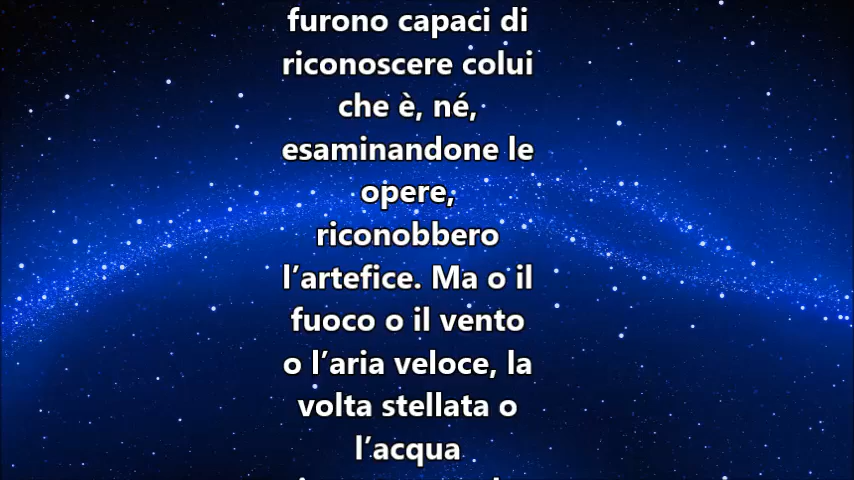 furono capaci di
riconoscere colui
che è, né,
esaminandone le
opere,
riconobbero
l’artefice. Ma o il
fuoco o il vento
o l’aria veloce, la
volta stellata o
l’acqua